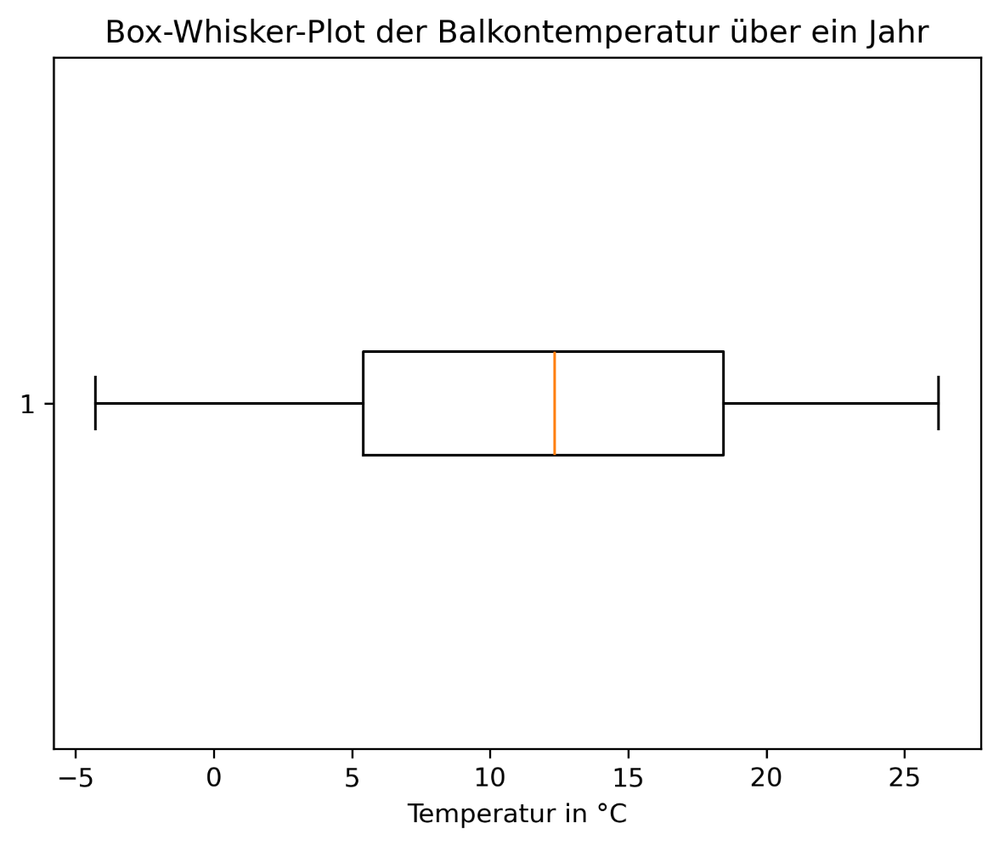 Box-Whisker-Plot der Balkontemperatur über ein Jahr
1
−5 0 5 10 15 20 25
Temperatur in °C